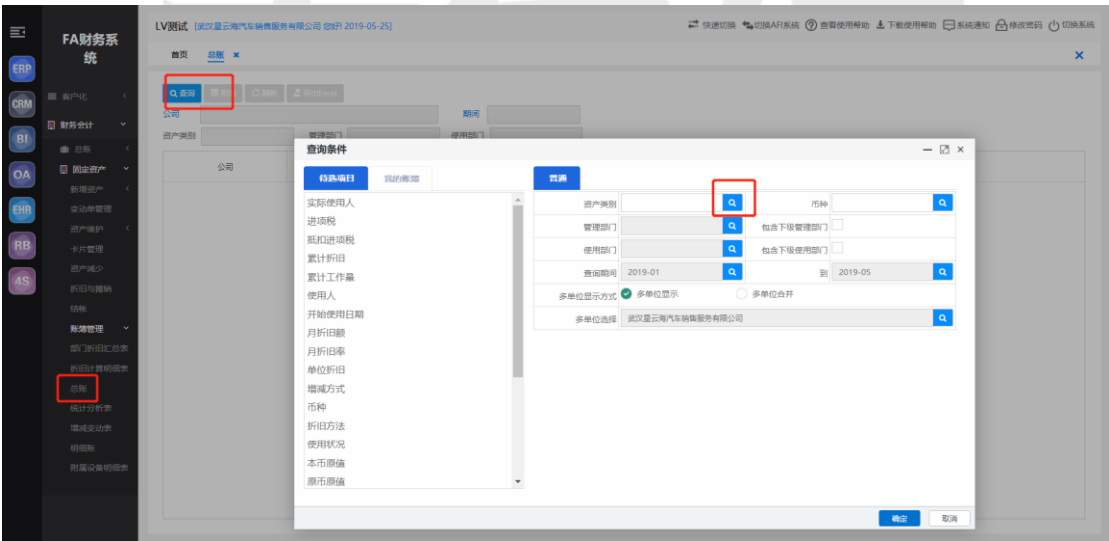 LV测试 [武汉星云海汽车销售服务有限公司 您好! 2019-05-25]
快速切换 切换AFI系统 查看使用帮助 下载使用帮助 系统通知 修改密码 切换系统
FA财务系统
首页 总账
ERP
CRM
BI
OA
EHR
RB
4S
客户化
财务会计
总账
固定资产
新增资产
变动单管理
资产维护
卡片管理
资产减少
折旧与摊销
结帐
账簿管理
部门折旧汇总表
折旧计算明细表
总账
统计分析表
增减变动表
明细账
附属设备明细表
查询 刷新
公司 期间
资产类别 管理部门 使用部门
公司
查询条件
待选项目 我的账簿
实际使用人
进项税
抵扣进项税
累计折旧
累计工作量
使用人
开始使用日期
月折旧额
月折旧率
单位折旧
增减方式
币种
折旧方法
使用状况
本币原值
原币原值
普通
资产类别 币种
管理部门 包含下级管理部门
使用部门 包含下级使用部门
查询期间 2019-01 到 2019-05
多单位显示方式 多单位显示 多单位合并
多单位选择 武汉星云海汽车销售服务有限公司
确定 取消